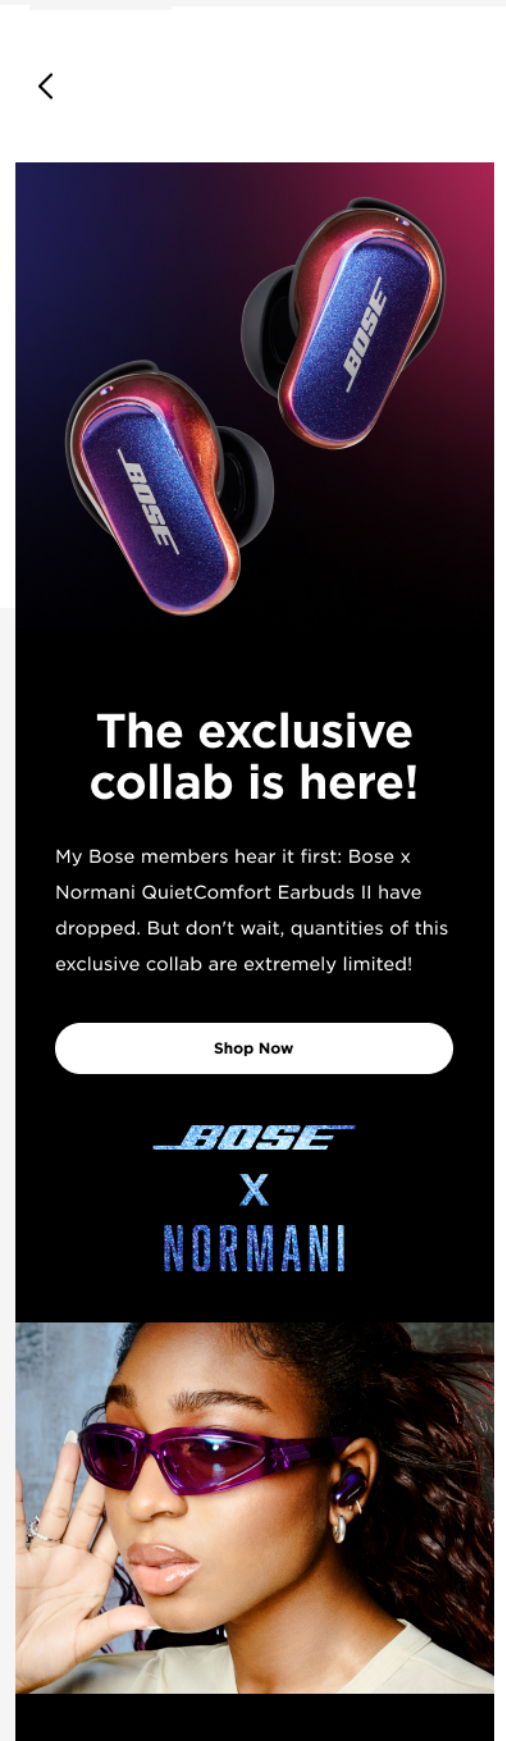 BOSE
BOSE
The exclusive
collab is here!
My Bose members hear it first: Bose x
Normani QuietComfort Earbuds II have
dropped. But don't wait, quantities of this
exclusive collab are extremely limited!
Shop Now
BOSE
X
NORMANI